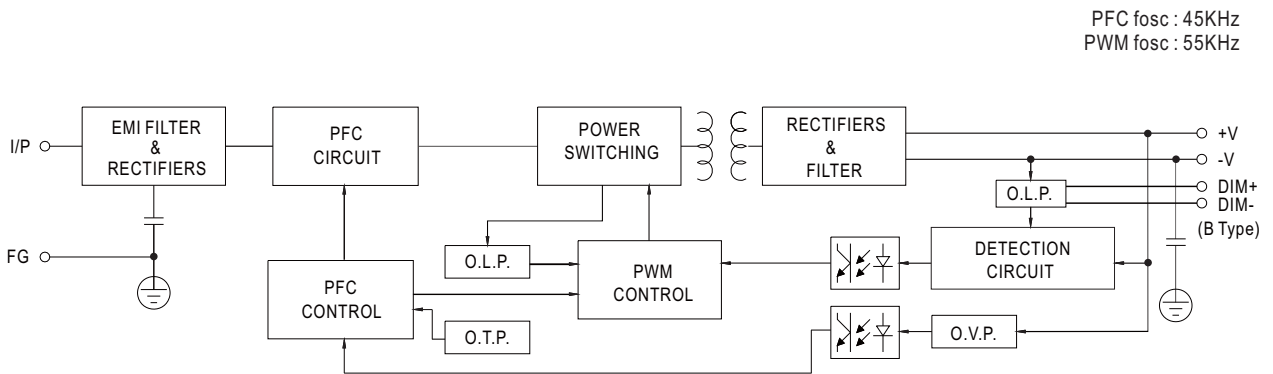 PFC fosc : 45KHz
PWM fosc : 55KHz
I/P
EMI FILTER
&
RECTIFIERS
PFC
CIRCUIT
POWER
SWITCHING
RECTIFIERS
&
FILTER
+V
-V
DIM+
DIM-
(B Type)
O.L.P.
FG
O.L.P.
PFC
CONTROL
PWM
CONTROL
DETECTION
CIRCUIT
O.T.P.
O.V.P.